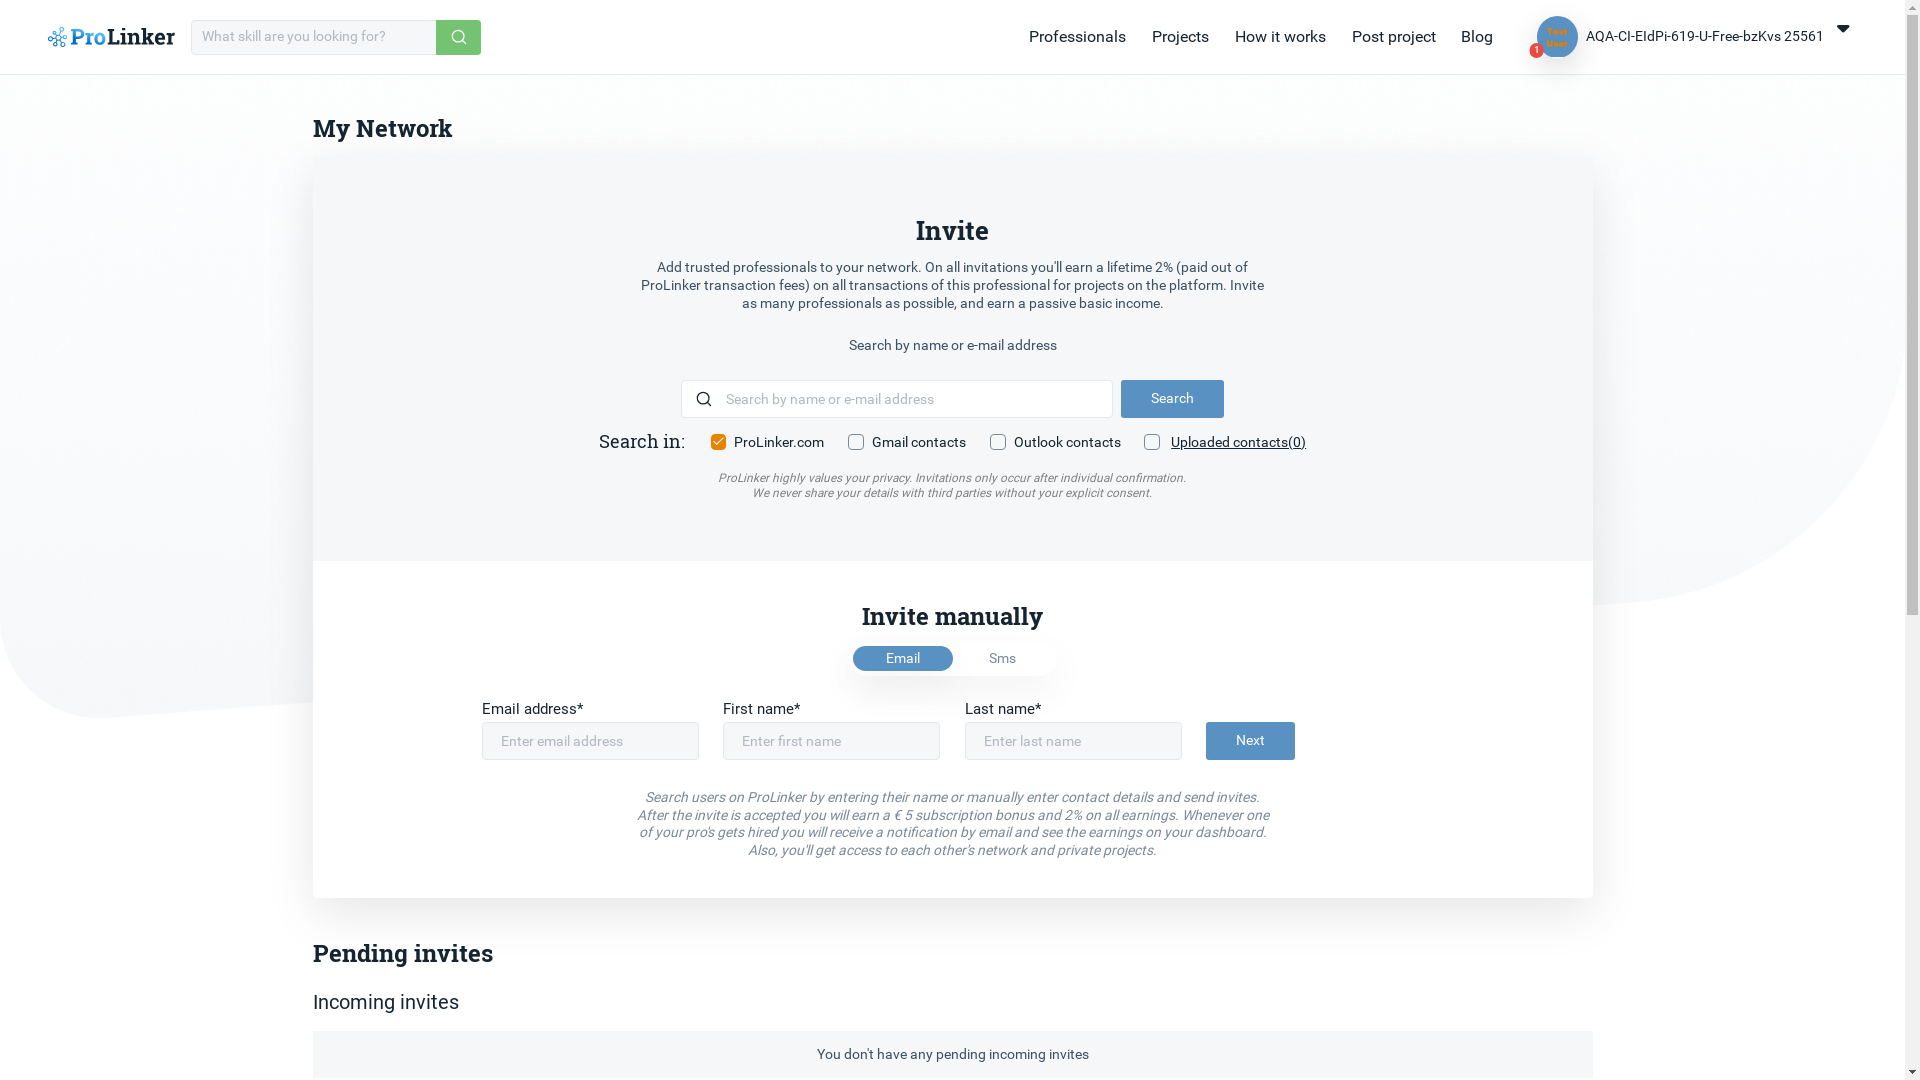 ProLinker
What skill are you looking for?
Professionals
Projects
How it works
Post project
Blog
Test
User
1
AQA-CI-EIdPi-619-U-Free-bzKvs 25561
My Network
Invite
Add trusted professionals to your network. On all invitations you'll earn a lifetime 2% (paid out of
ProLinker transaction fees) on all transactions of this professional for projects on the platform. Invite
as many professionals as possible, and earn a passive basic income.
Search by name or e-mail address
Search by name or e-mail address
Search
Search in:
ProLinker.com
Gmail contacts
Outlook contacts
Uploaded contacts(0)
ProLinker highly values your privacy. Invitations only occur after individual confirmation.
We never share your details with third parties without your explicit consent.
Invite manually
Email
Sms
Email address*
First name*
Last name*
Enter email address
Enter first name
Enter last name
Next
Search users on ProLinker by entering their name or manually enter contact details and send invites.
After the invite is accepted you will earn a € 5 subscription bonus and 2% on all earnings. Whenever one
of your pro's gets hired you will receive a notification by email and see the earnings on your dashboard.
Also, you'll get access to each other's network and private projects.
Pending invites
Incoming invites
You don't have any pending incoming invites